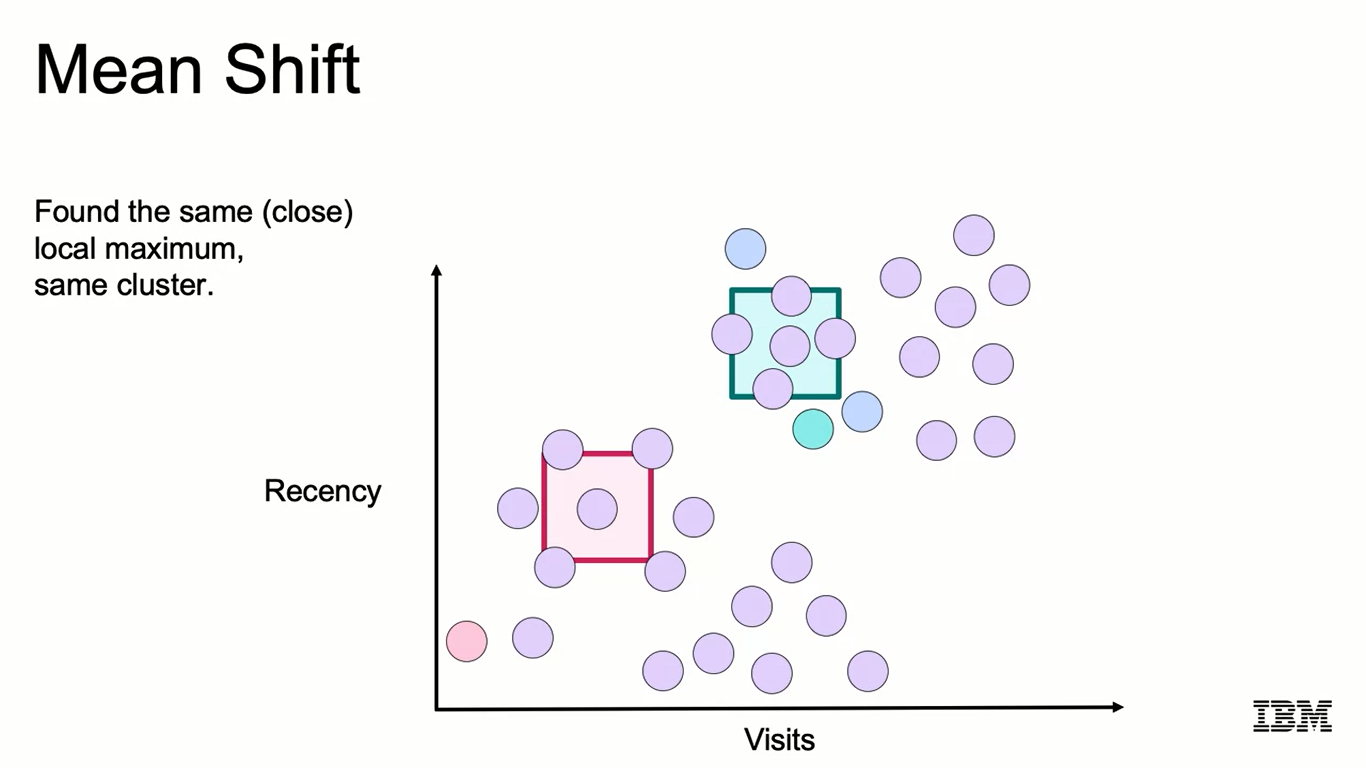 Mean Shift
Found the same (close)
local maximum,
same cluster.
Recency
Visits
IBM